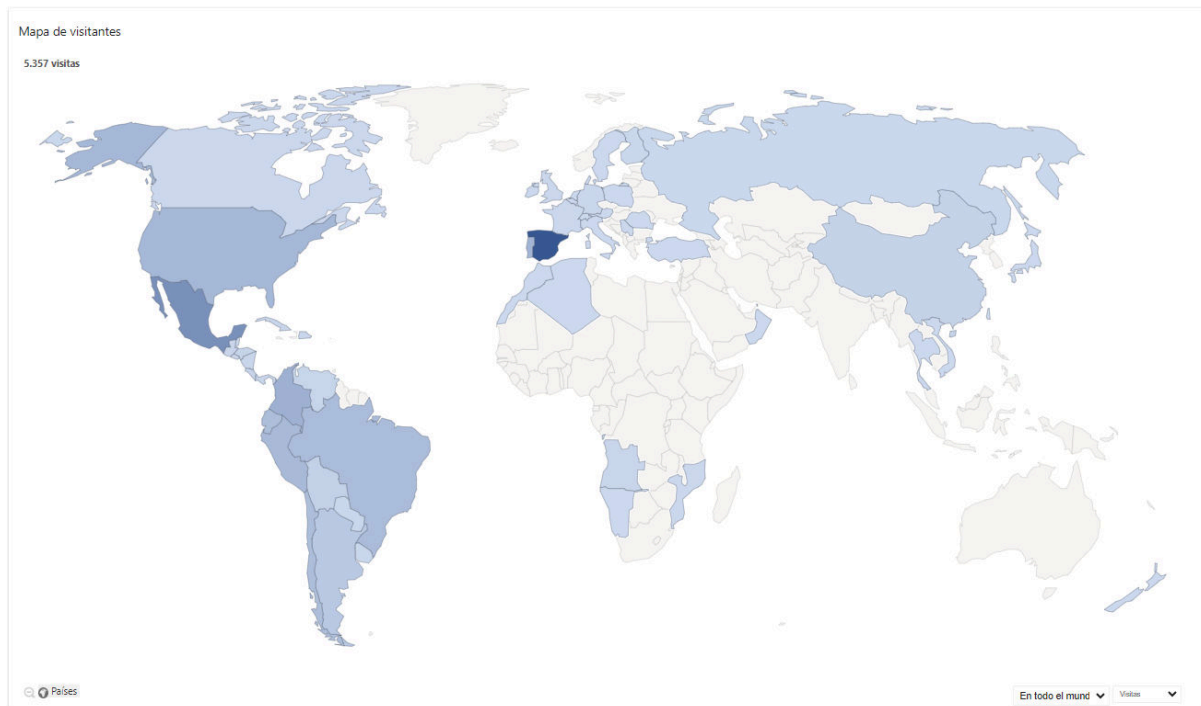 Mapa de visitantes
5.357 visitas
Países
En todo el mund
Visitas